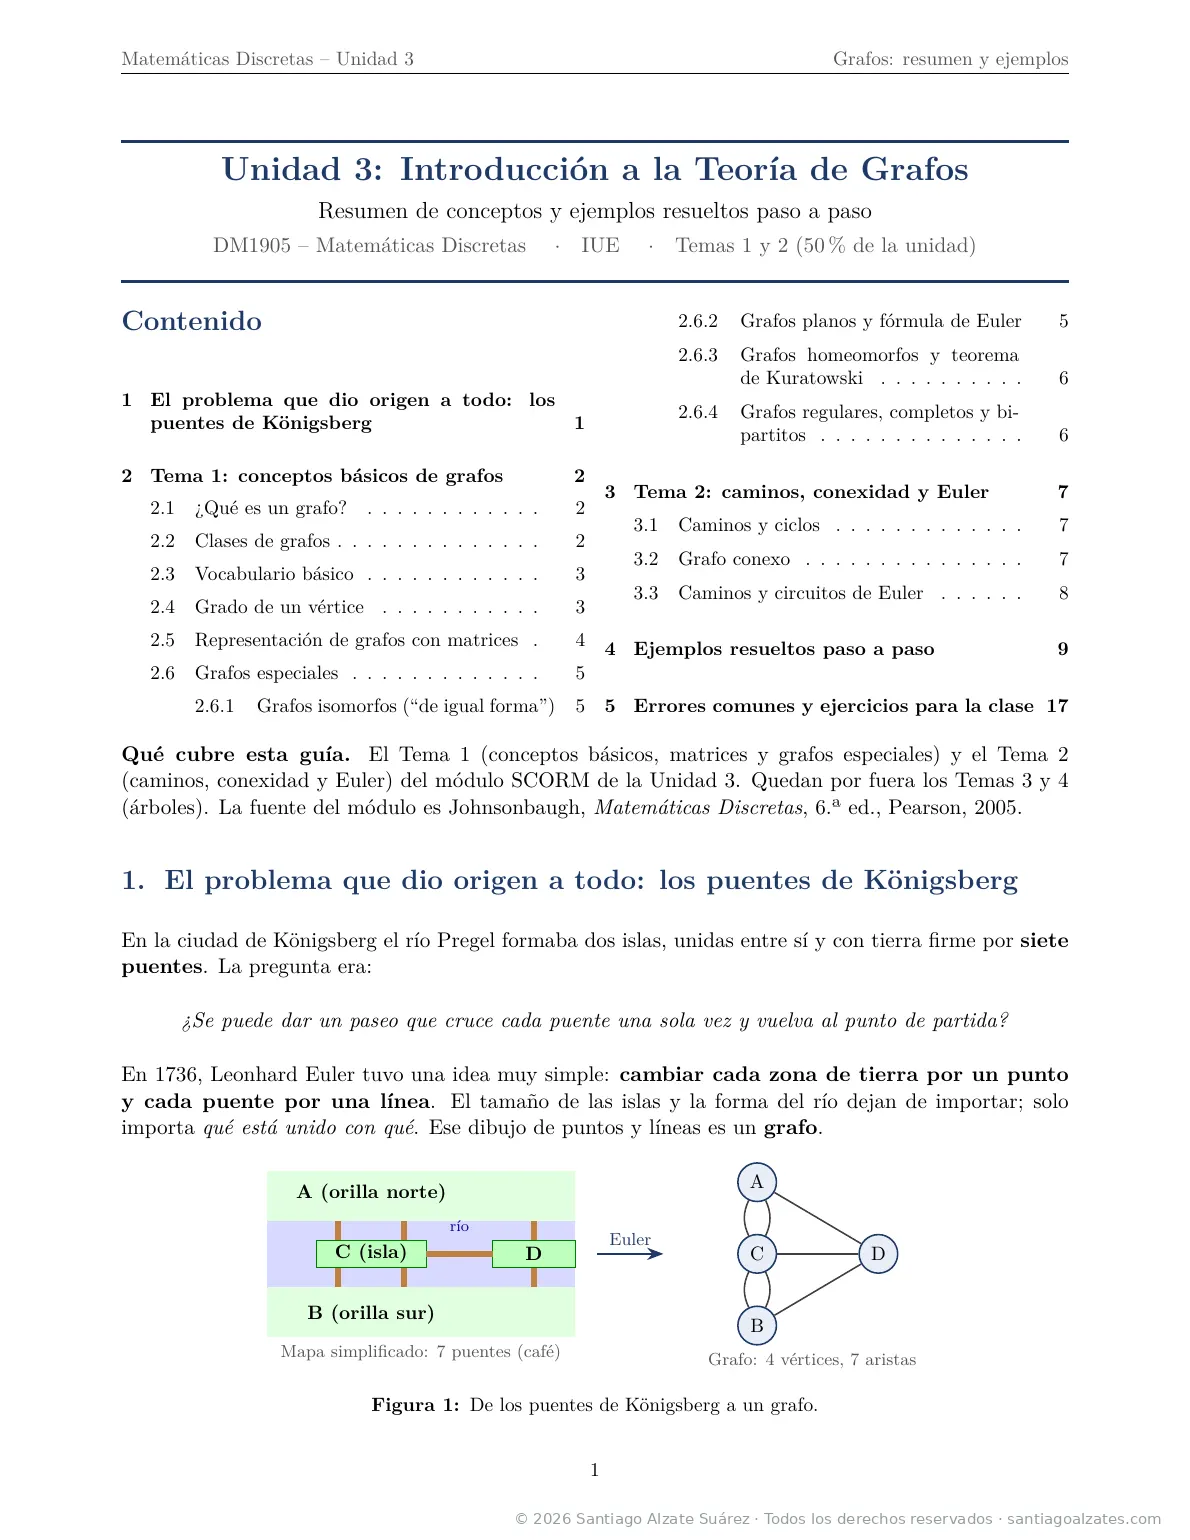 Matemáticas Discretas – Unidad 3
Grafos: resumen y ejemplos
Unidad 3: Introducción a la Teoría de Grafos
Resumen de conceptos y ejemplos resueltos paso a paso
DM1905 – Matemáticas Discretas · IUE · Temas 1 y 2 (50 % de la unidad)
Contenido
1 El problema que dio origen a todo: los
puentes de Königsberg 1
2 Tema 1: conceptos básicos de grafos 2
2.1 ¿Qué es un grafo? . . . . . . . . . . . . 2
2.2 Clases de grafos . . . . . . . . . . . . . . 2
2.3 Vocabulario básico . . . . . . . . . . . . 3
2.4 Grado de un vértice . . . . . . . . . . . 3
2.5 Representación de grafos con matrices . 4
2.6 Grafos especiales . . . . . . . . . . . . . 5
2.6.1 Grafos isomorfos (“de igual forma”) 5
2.6.2 Grafos planos y fórmula de Euler 5
2.6.3 Grafos homeomorfos y teorema
de Kuratowski . . . . . . . . . . 6
2.6.4 Grafos regulares, completos y bi-
partitos . . . . . . . . . . . . . . 6
3 Tema 2: caminos, conexidad y Euler 7
3.1 Caminos y ciclos . . . . . . . . . . . . . 7
3.2 Grafo conexo . . . . . . . . . . . . . . . 7
3.3 Caminos y circuitos de Euler . . . . . . 8
4 Ejemplos resueltos paso a paso 9
5 Errores comunes y ejercicios para la clase 17
Qué cubre esta guía. El Tema 1 (conceptos básicos, matrices y grafos especiales) y el Tema 2
(caminos, conexidad y Euler) del módulo SCORM de la Unidad 3. Quedan por fuera los Temas 3 y 4
(árboles). La fuente del módulo es Johnsonbaugh, Matemáticas Discretas, 6.ª ed., Pearson, 2005.
1. El problema que dio origen a todo: los puentes de Königsberg
En la ciudad de Königsberg el río Pregel formaba dos islas, unidas entre sí y con tierra firme por siete
puentes. La pregunta era:
¿Se puede dar un paseo que cruce cada puente una sola vez y vuelva al punto de partida?
En 1736, Leonhard Euler tuvo una idea muy simple: cambiar cada zona de tierra por un punto
y cada puente por una línea. El tamaño de las islas y la forma del río dejan de importar; solo
importa qué está unido con qué. Ese dibujo de puntos y líneas es un grafo.
A (orilla norte)
río
C (isla)
D
B (orilla sur)
Mapa simplificado: 7 puentes (café)
Euler
A
C
D
B
Grafo: 4 vértices, 7 aristas
Figura 1: De los puentes de Königsberg a un grafo.
1
© 2026 Santiago Alzate Suárez · Todos los derechos reservados · santiagoalzates.com